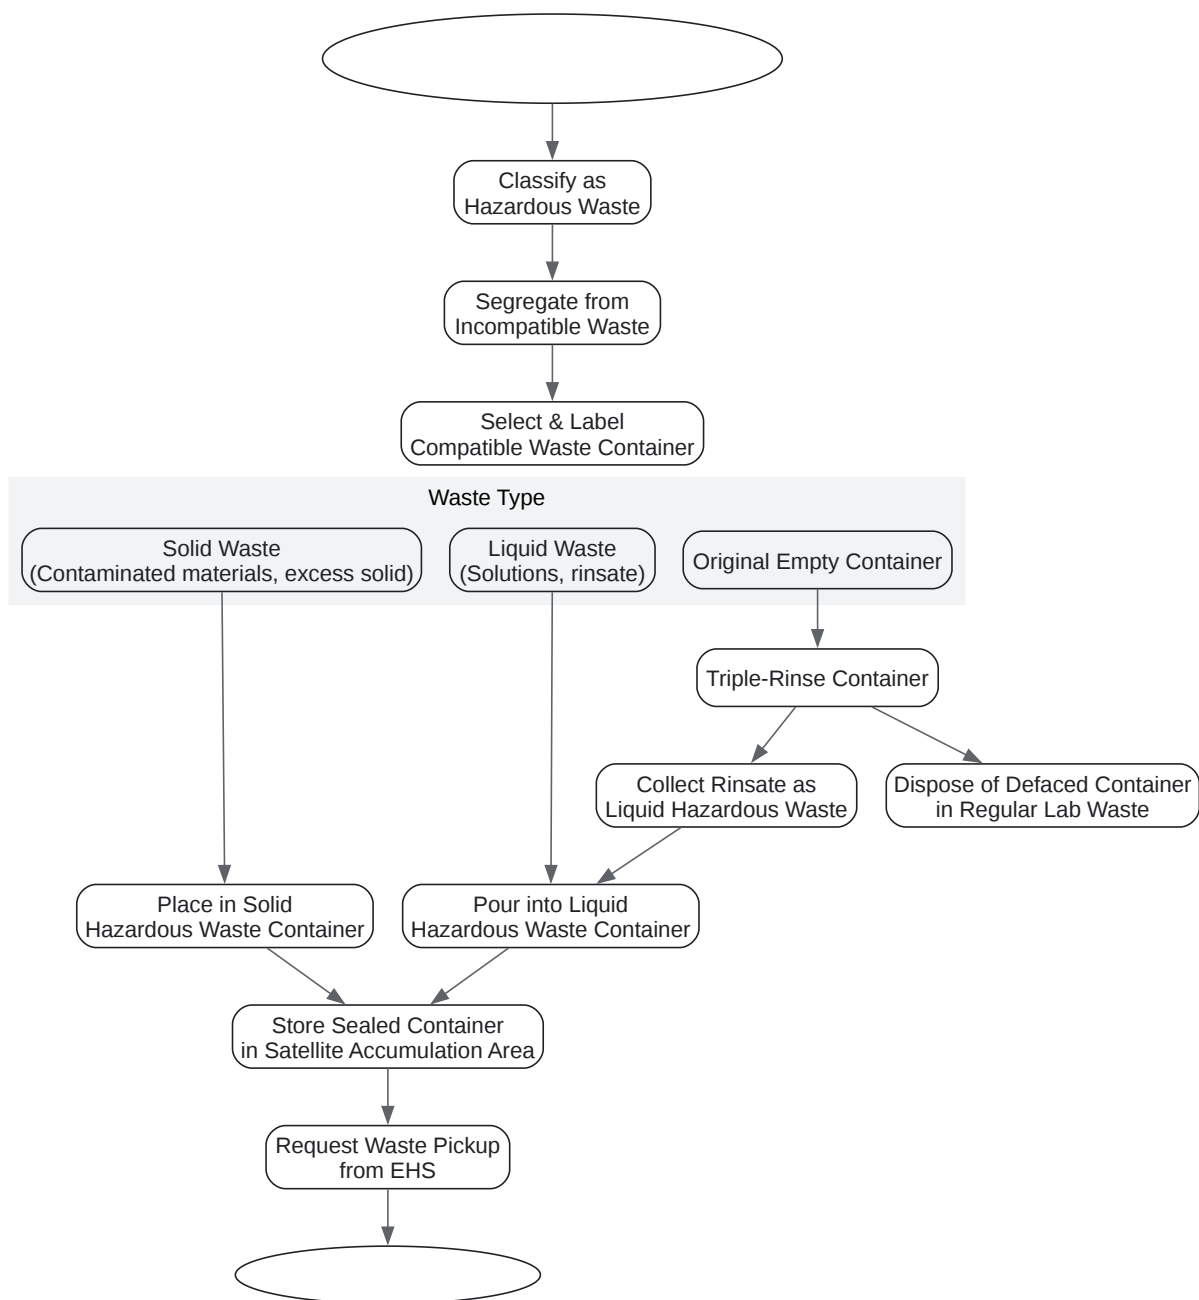 Classify as
Hazardous Waste
Segregate from
Incompatible Waste
Select & Label
Compatible Waste Container
Waste Type
Solid Waste
(Contaminated materials, excess solid)
Liquid Waste
(Solutions, rinsate)
Original Empty Container
Triple-Rinse Container
Collect Rinsate as
Liquid Hazardous Waste
Dispose of Defaced Container
in Regular Lab Waste
Place in Solid
Hazardous Waste Container
Pour into Liquid
Hazardous Waste Container
Store Sealed Container
in Satellite Accumulation Area
Request Waste Pickup
from EHS